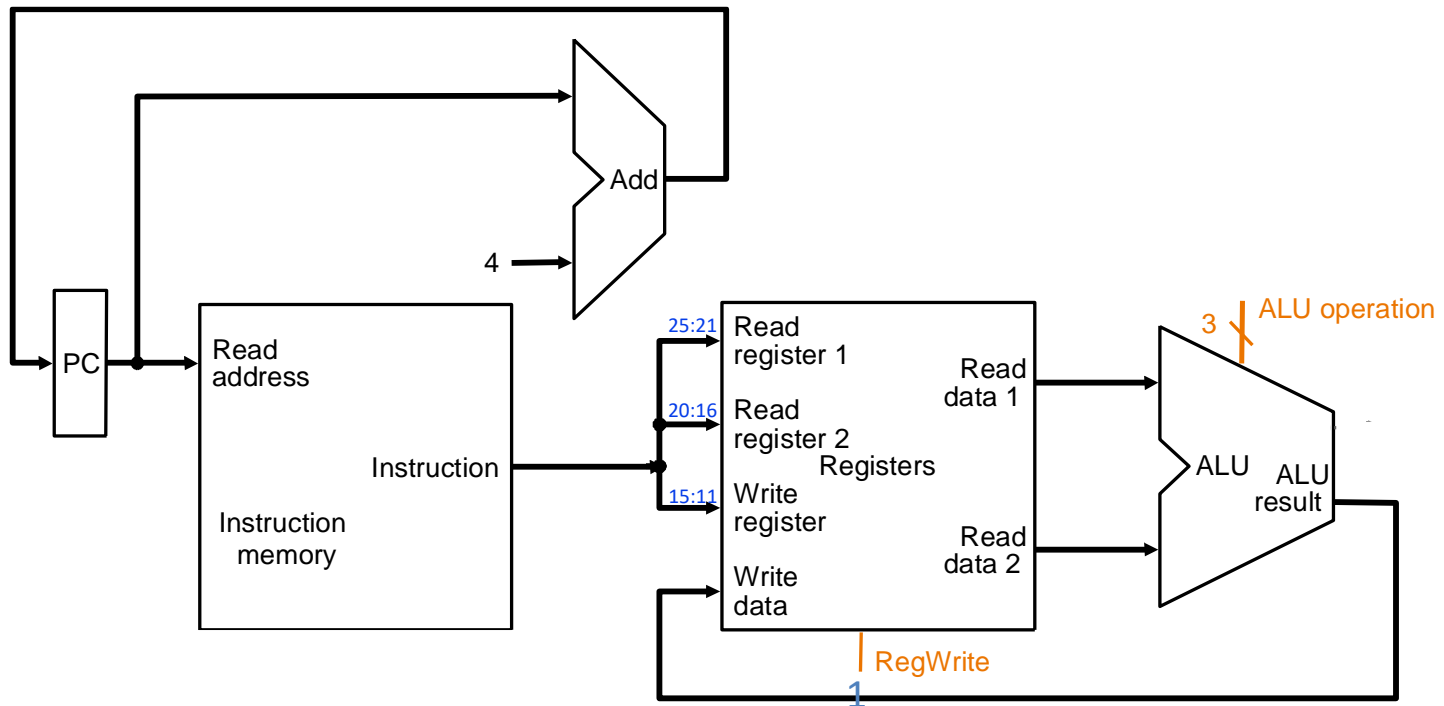 Add
4
PC
Read
address
Instruction
Instruction
memory
25:21
Read
register 1
20:16
Read
register 2
Registers
15:11
Write
register
Write
data
Read
data 1
Read
data 2
RegWrite
1
3
ALU operation
ALU
ALU
result